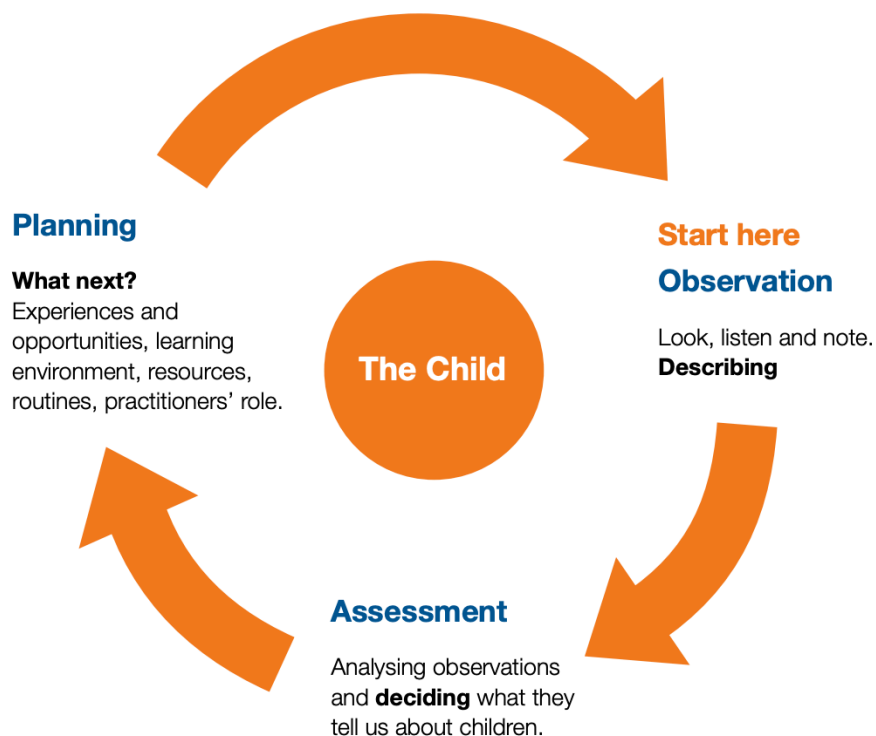 Start here
Observation
Look, listen and note.
Describing
Assessment
Analysing observations
and deciding what they
tell us about children.
Planning
What next?
Experiences and
opportunities, learning
environment, resources,
routines, practitioners’ role.
The Child